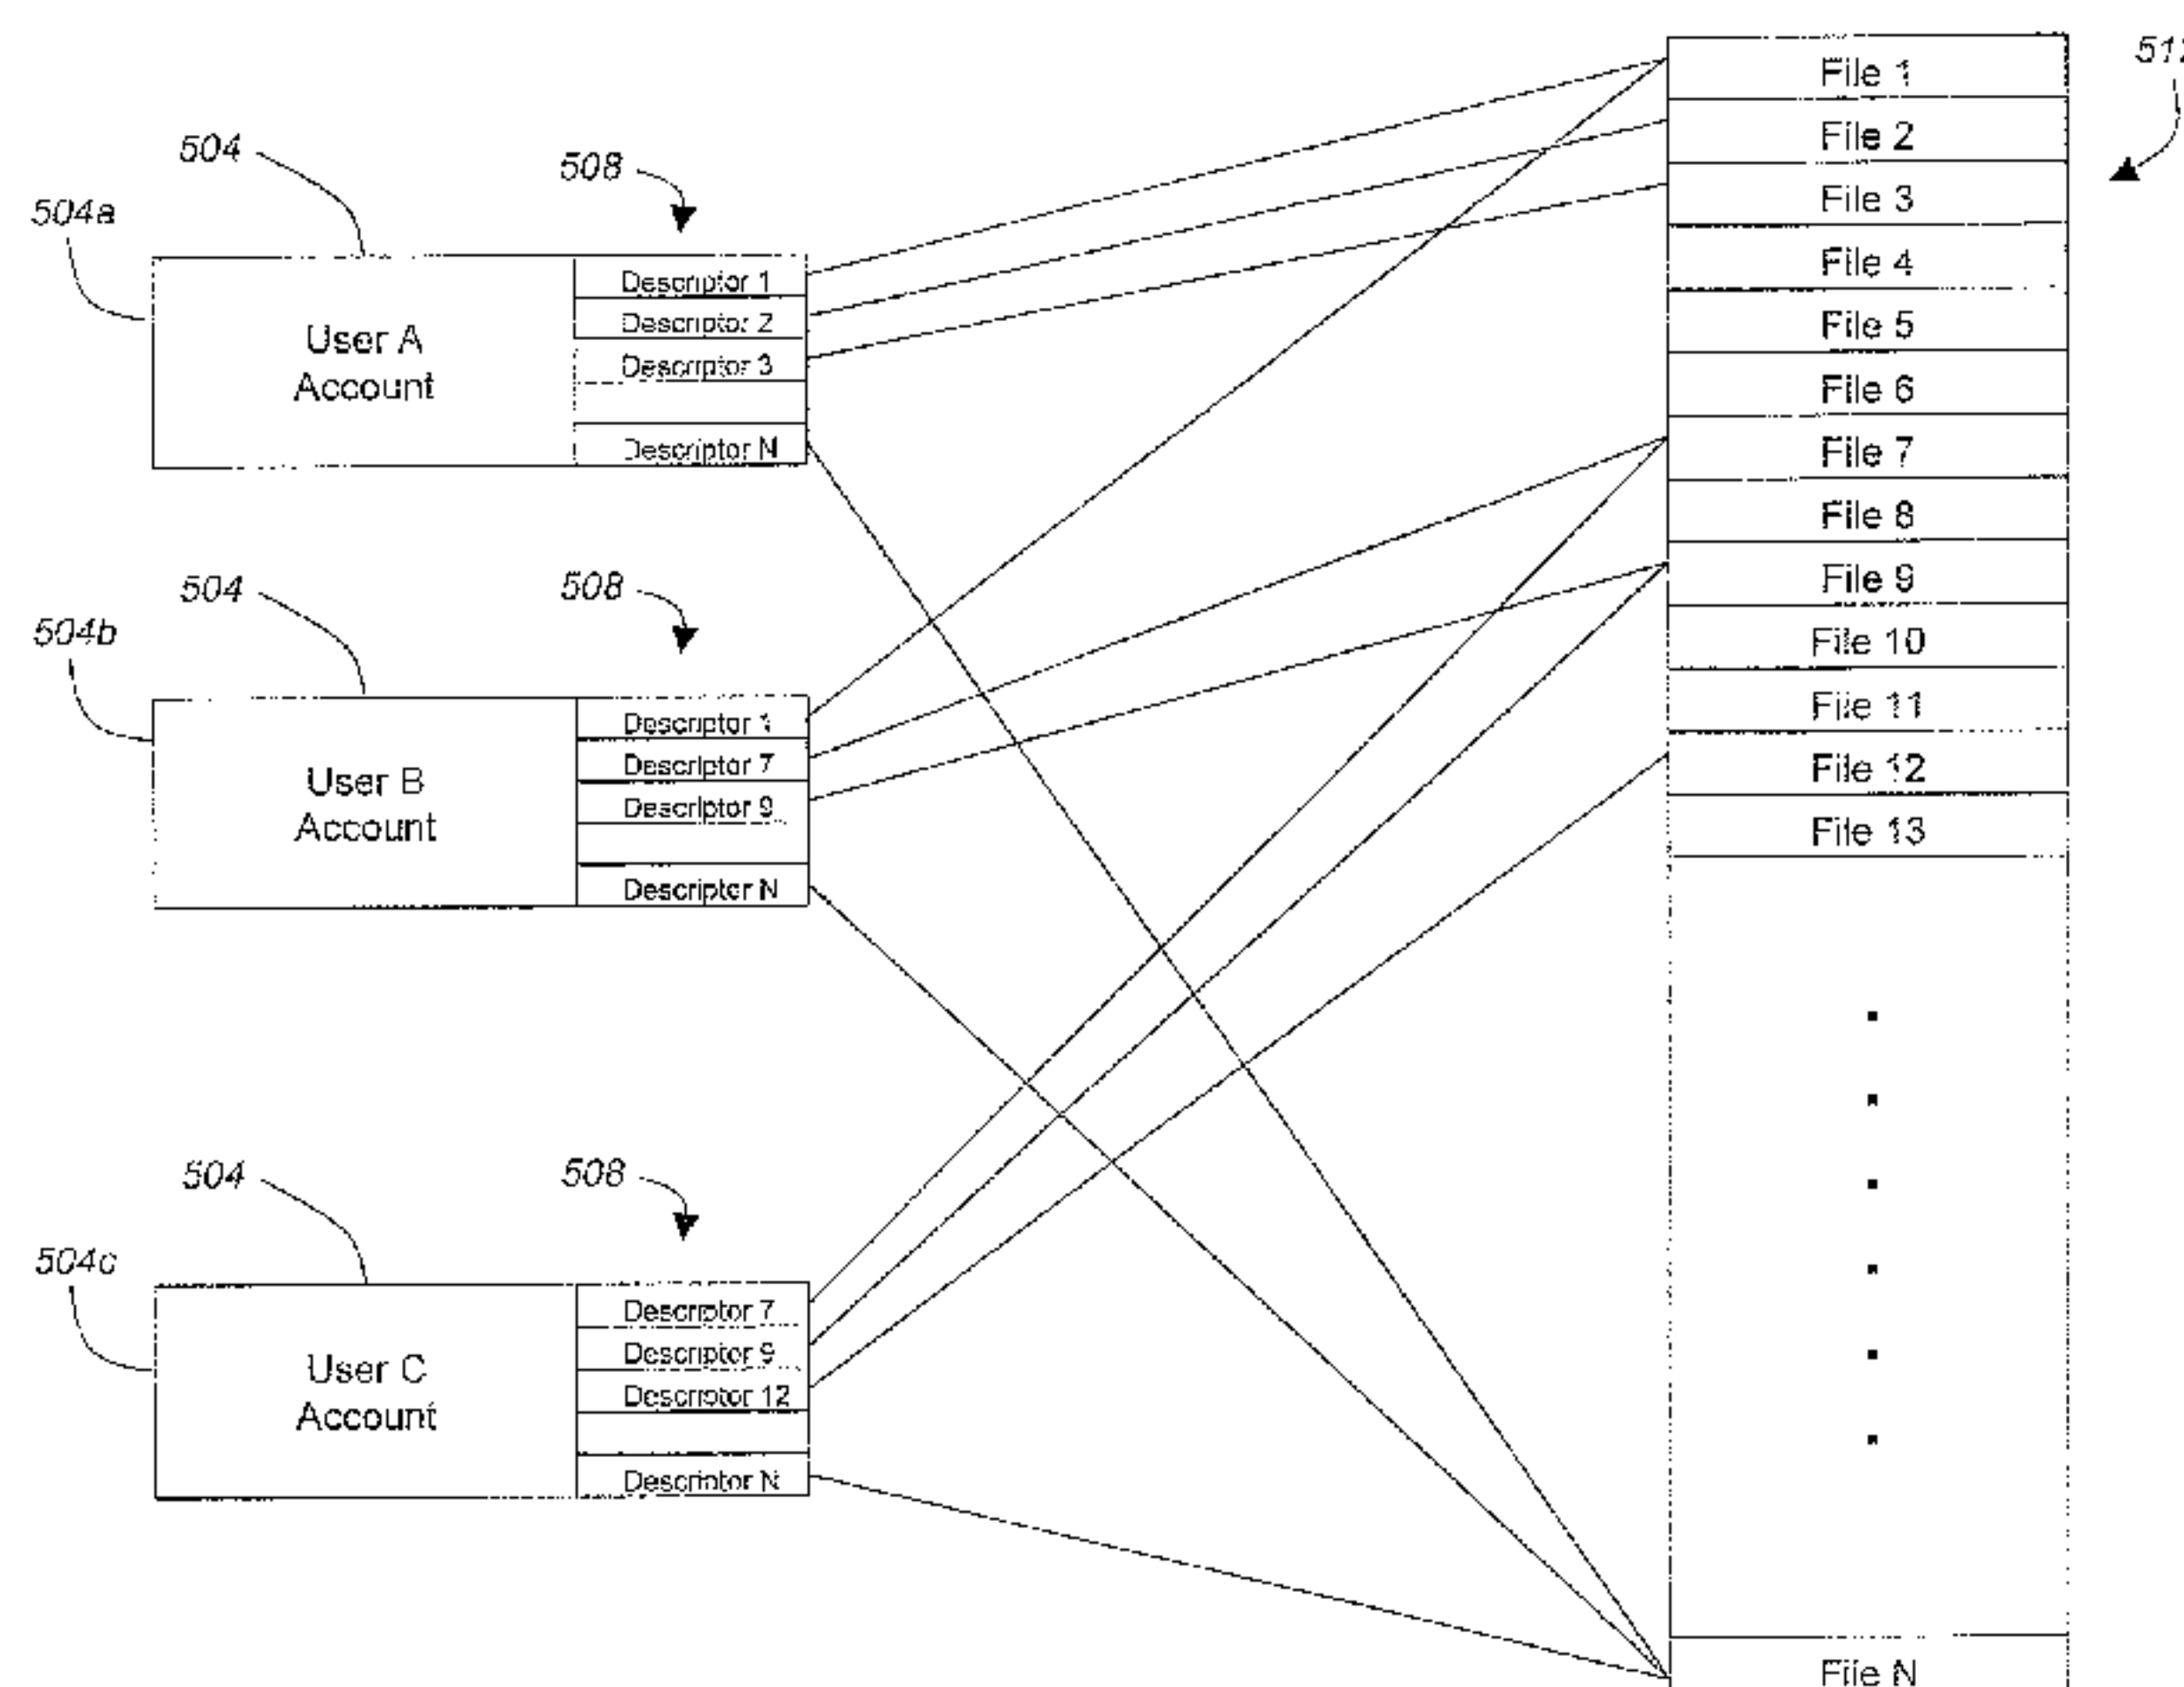 504
508
504a
User A
Account
Descriptor 1
Descriptor 2
Descriptor 3
Descriptor N
504
508
504b
User B
Account
Descriptor 1
Descriptor 7
Descriptor 9
Descriptor N
504
508
504c
User C
Account
Descriptor 7
Descriptor 9
Descriptor 12
Descriptor N
File 1
File 2
File 3
File 4
File 5
File 6
File 7
File 8
File 9
File 10
File 11
File 12
File 13
File N